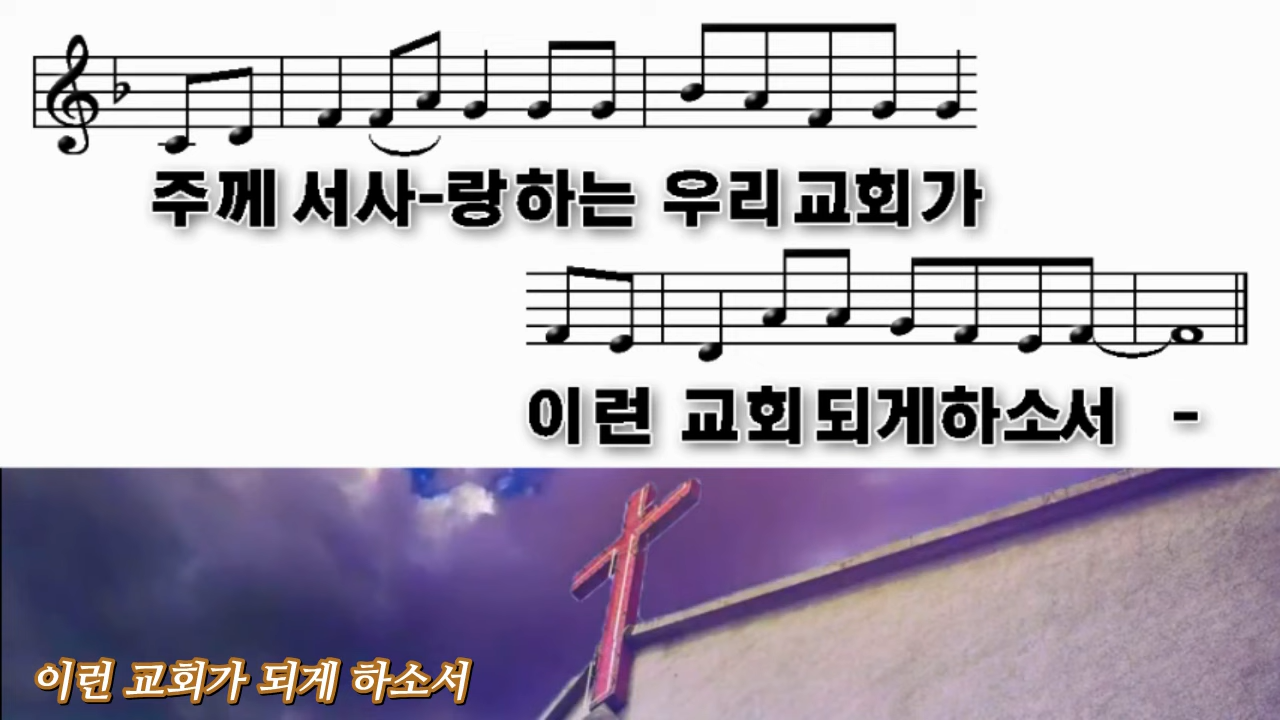 주께 서사-랑하는 우리교회가
이런 교회되게하소서 -
이런 교회가 되게 하소서